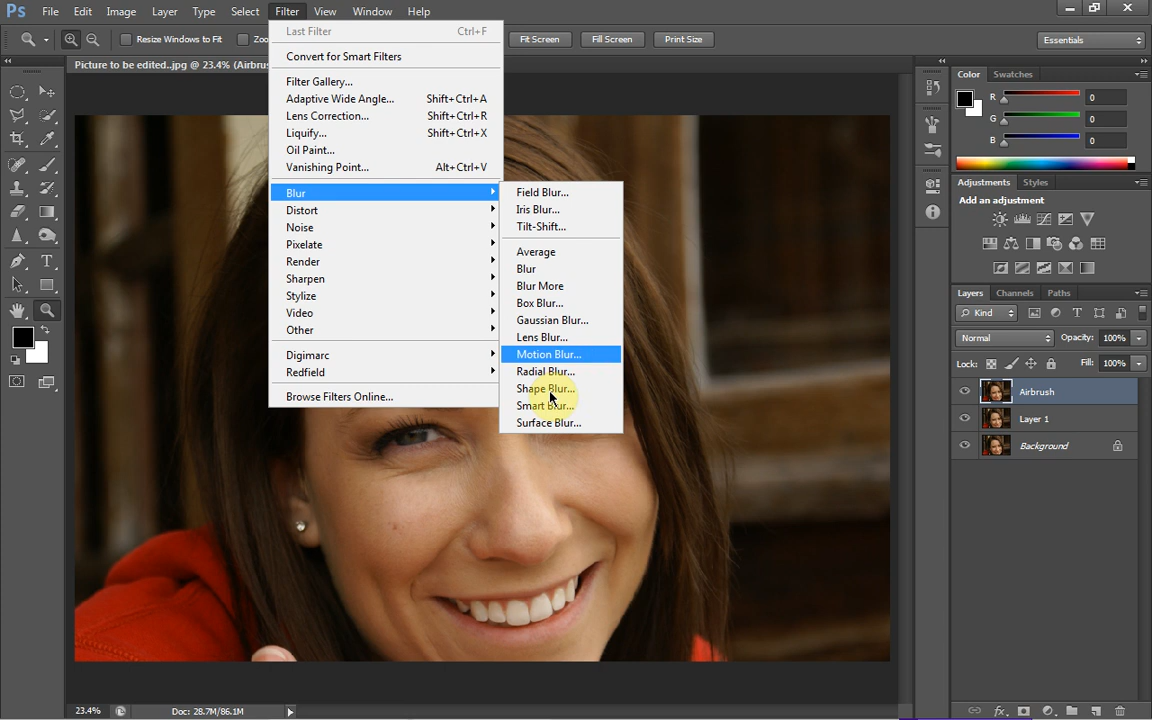 Ps File Edit Image Layer Type Select Filter View Window Help
Resize Windows to Fit Zoo Fit Screen Fill Screen Print Size Essentials
Picture to be edited..jpg @ 23.4% (Airbrus
Last Filter Ctrl+F
Convert for Smart Filters
Filter Gallery...
Adaptive Wide Angle... Shift+Ctrl+A
Lens Correction... Shift+Ctrl+R
Liquify... Shift+Ctrl+X
Oil Paint...
Vanishing Point... Alt+Ctrl+V
Blur
Distort
Noise
Pixelate
Render
Sharpen
Stylize
Video
Other
Digimarc
Redfield
Browse Filters Online...
Field Blur...
Iris Blur...
Tilt-Shift...
Average
Blur
Blur More
Box Blur...
Gaussian Blur...
Lens Blur...
Motion Blur...
Radial Blur...
Shape Blur...
Smart Blur...
Surface Blur...
Color Swatches
R 0
G 0
B 0
Adjustments Styles
Add an adjustment
Layers Channels Paths
Kind
Normal Opacity: 100%
Lock: Fill: 100%
Airbrush
Layer 1
Background
23.4% Doc: 28.7M/86.1M